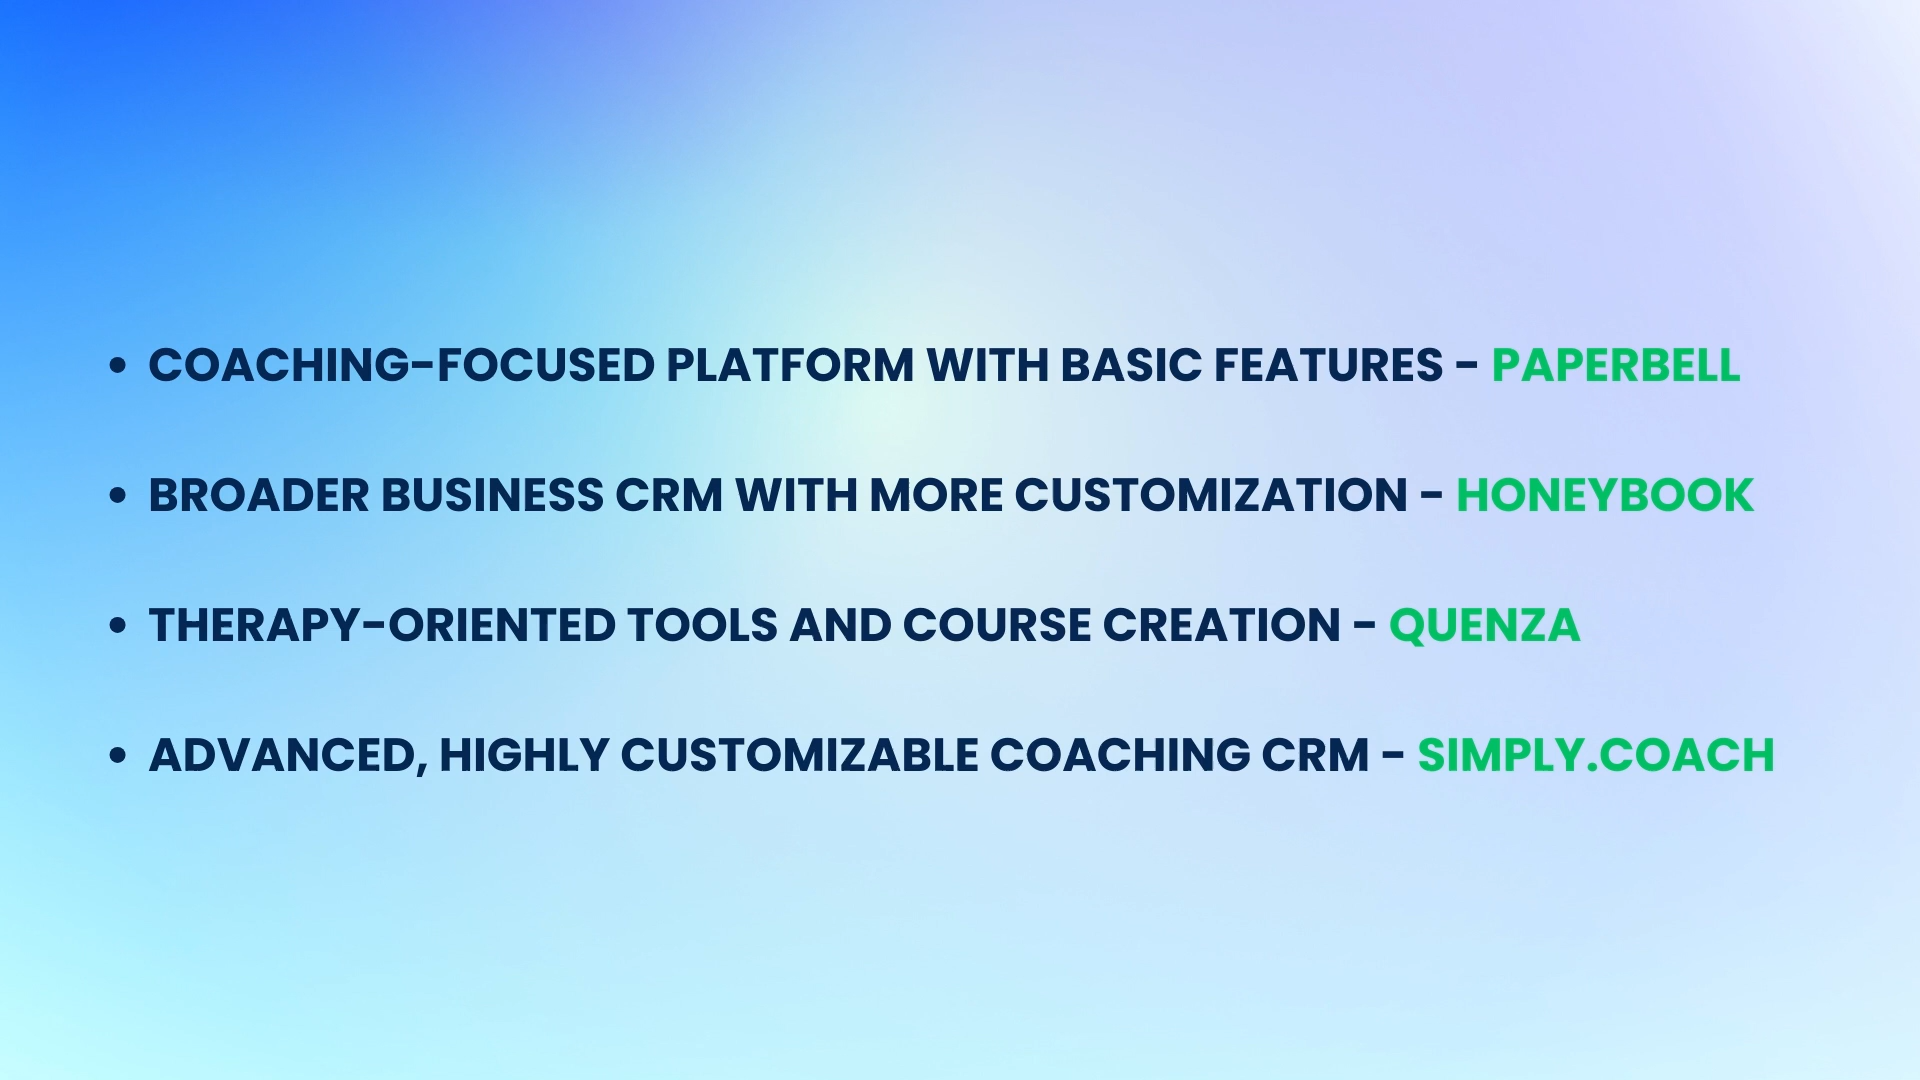 • COACHING-FOCUSED PLATFORM WITH BASIC FEATURES - PAPERBELL
• BROADER BUSINESS CRM WITH MORE CUSTOMIZATION - HONEYBOOK
• THERAPY-ORIENTED TOOLS AND COURSE CREATION - QUENZA
• ADVANCED, HIGHLY CUSTOMIZABLE COACHING CRM - SIMPLY.COACH